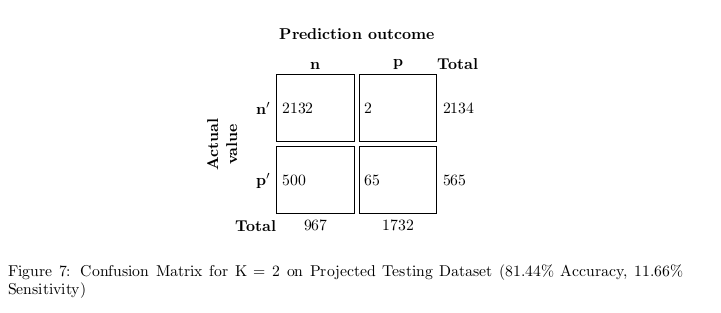 Prediction outcome
n p Total
n′ 2132 2 2134
Actual
value
p′ 500 65 565
Total 967 1732
Figure 7: Confusion Matrix for K = 2 on Projected Testing Dataset (81.44% Accuracy, 11.66%
Sensitivity)